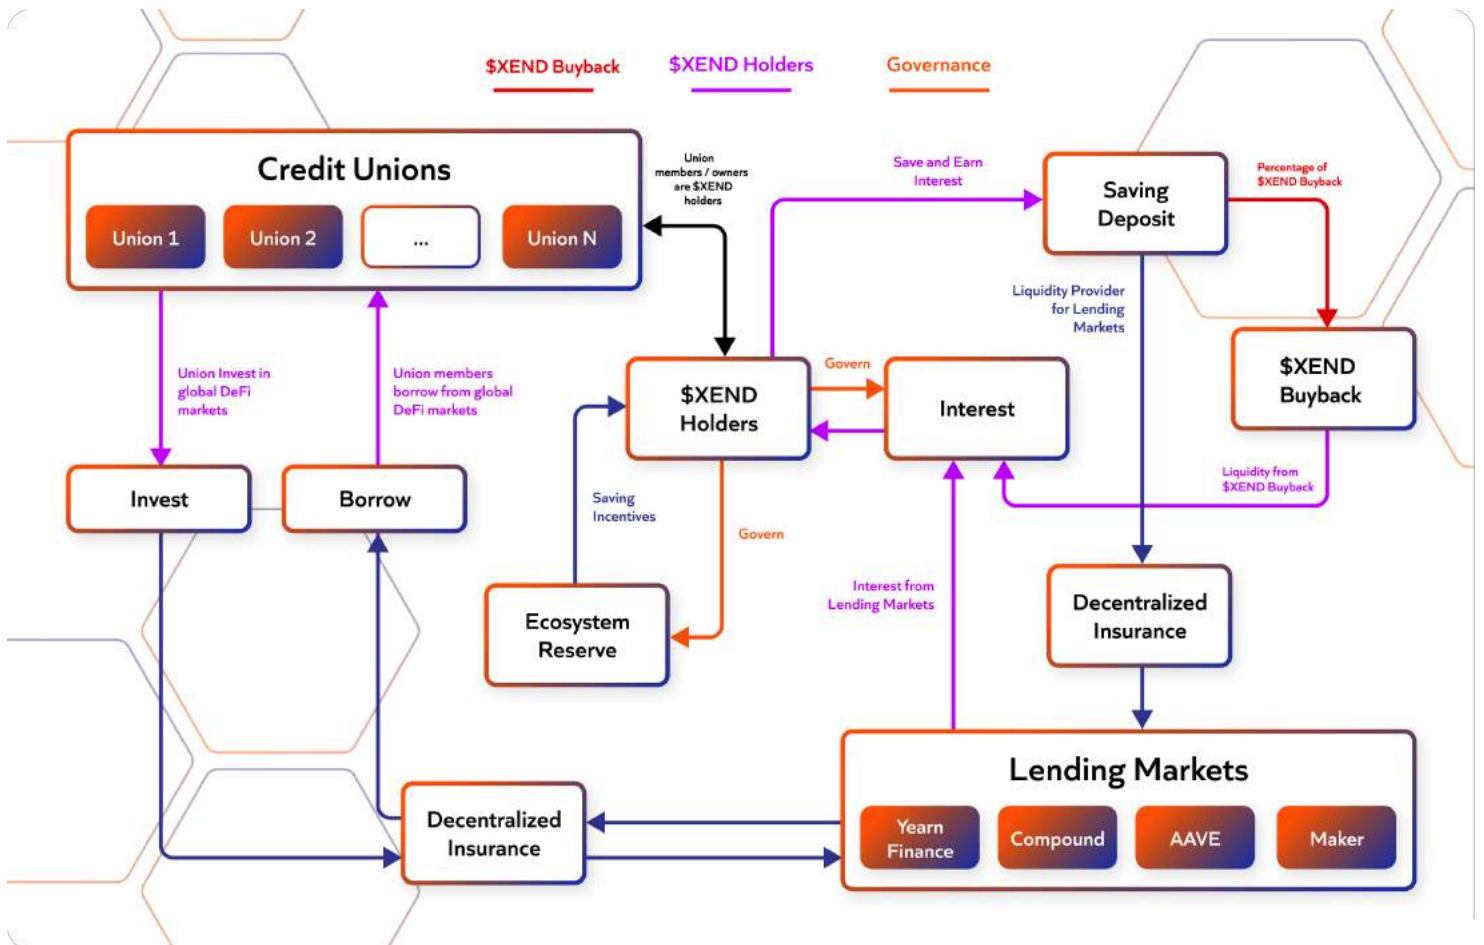 $XEND Buyback
$XEND Holders
Governance
Credit Unions
Union 1
Union 2
...
Union N
Union
members / owners
are $XEND
holders
Save and Earn
Interest
Saving
Deposit
Percentage of
$XEND Buyback
Liquidity Provider
for Lending
Markets
Union Invest in
global DeFi
markets
Union members
borrow from global
DeFi markets
$XEND
Holders
Govern
Interest
$XEND
Buyback
Liquidity from
$XEND Buyback
Invest
Borrow
Saving
Incentives
Govern
Ecosystem
Reserve
Interest from
Lending Markets
Decentralized
Insurance
Decentralized
Insurance
Lending Markets
Yearn
Finance
Compound
AAVE
Maker